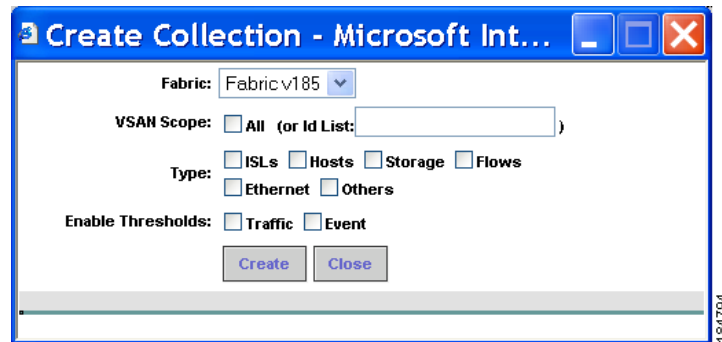 Create Collection - Microsoft Int...
Fabric: Fabric v185
VSAN Scope: All (or Id List: )
Type: ISLs Hosts Storage Flows
Ethernet Others
Enable Thresholds: Traffic Event
Create Close
184794